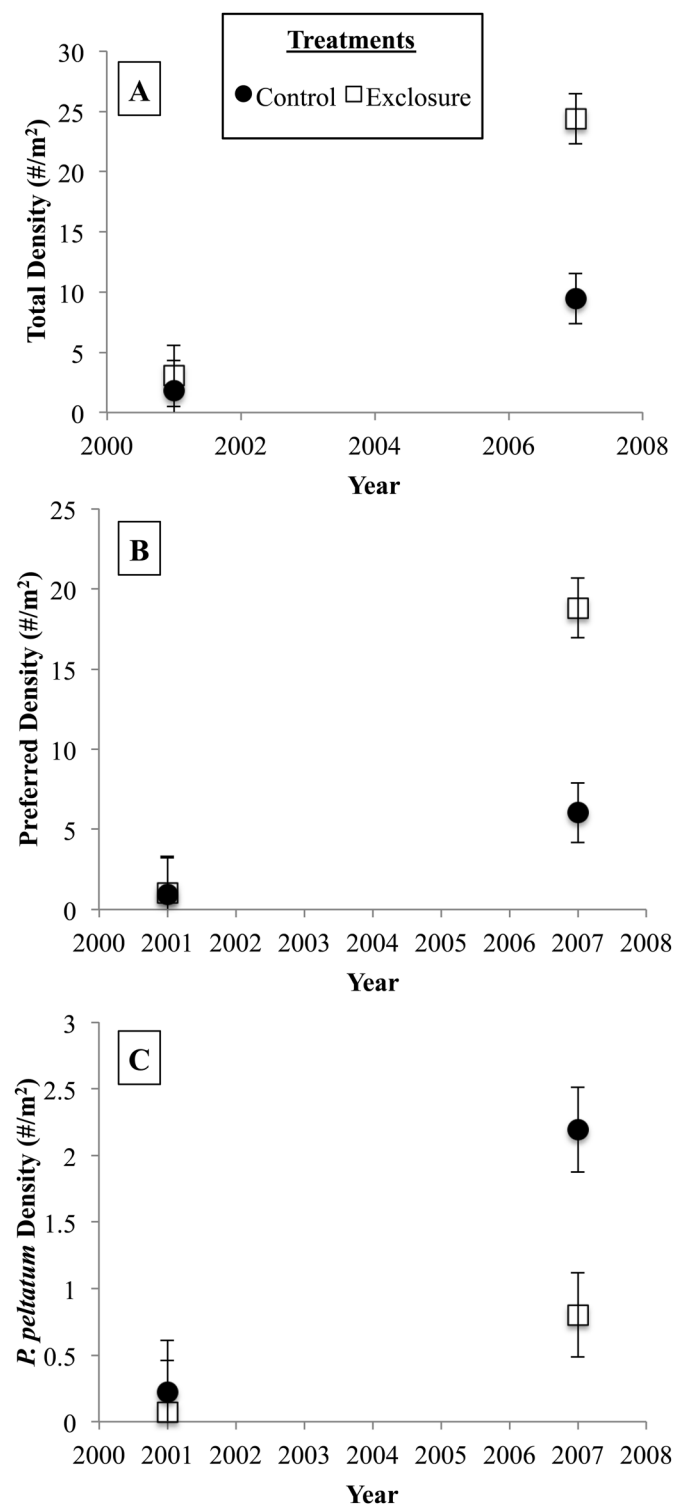 Treatments
Control Exclosure
A
Total Density (#/m²)
30
25
20
15
10
5
0
2000 2002 2004 2006 2008
Year
B
Preferred Density (#/m²)
25
20
15
10
5
0
2000 2001 2002 2003 2004 2005 2006 2007 2008
Year
C
P. peltatum Density (#/m²)
3
2.5
2
1.5
1
0.5
0
2000 2001 2002 2003 2004 2005 2006 2007 2008
Year